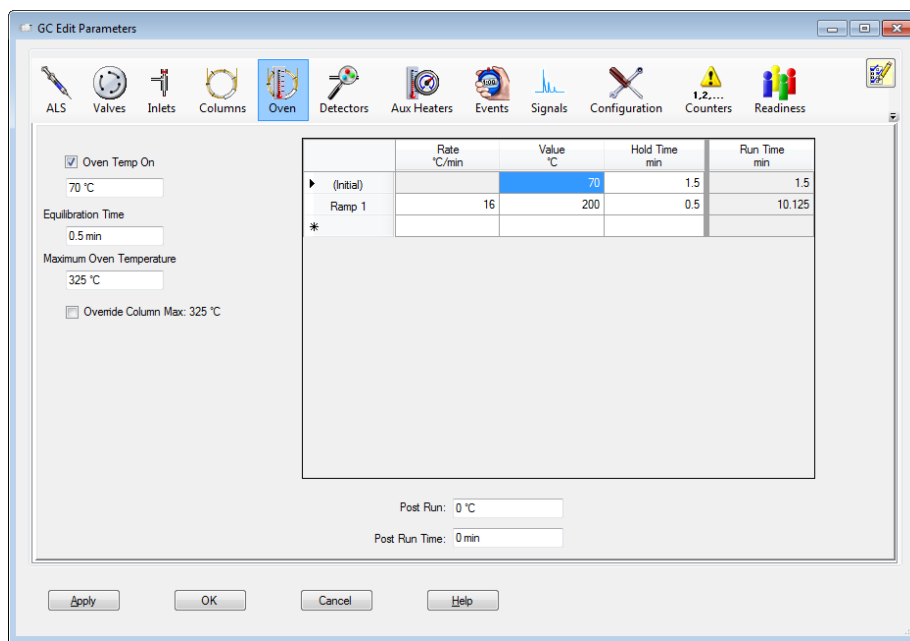 GC Edit Parameters
ALS Valves Inlets Columns Oven Detectors Aux Heaters Events Signals Configuration 1,2,... Counters Readiness
1:00
Oven Temp On
70 °C
Equilibration Time
0.5 min
Maximum Oven Temperature
325 °C
Override Column Max: 325 °C
Rate °C/min Value °C Hold Time min Run Time min
(Initial) 70 1.5 1.5
Ramp 1 16 200 0.5 10.125
*
Post Run: 0 °C
Post Run Time: 0 min
Apply OK Cancel Help